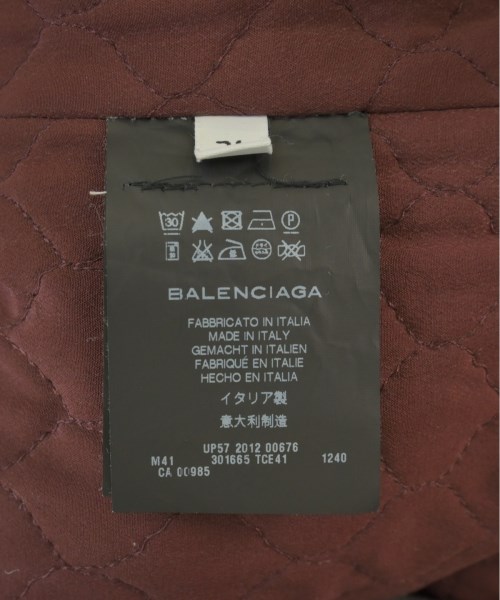 30 P
BALENCIAGA
FABBRICATO IN ITALIA
MADE IN ITALY
GEMACHT IN ITALIEN
FABRIQUÉ EN ITALIE
HECHO EN ITALIA
イタリア製
意大利制造
UP57 2012 00676
M41 301665 TCE41 1240
CA 00985